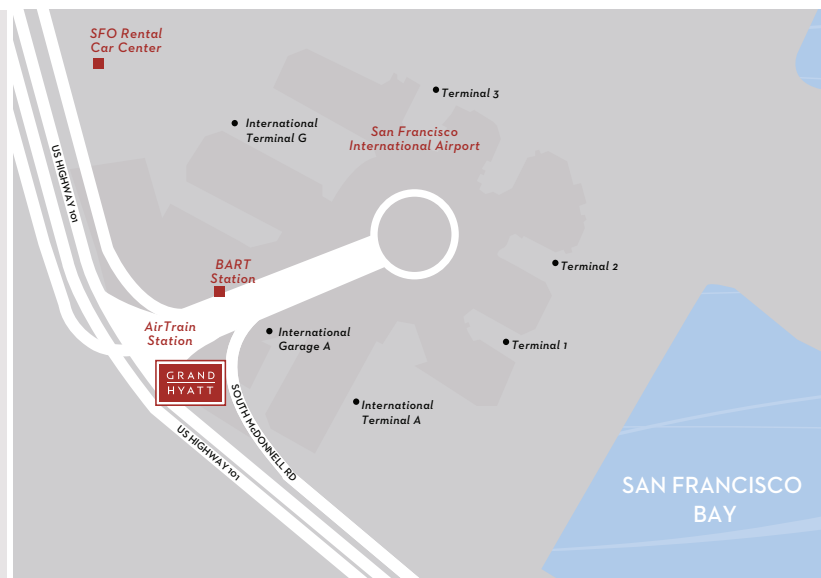 SFO Rental
Car Center
Terminal 3
International
Terminal G
San Francisco
International Airport
US HIGHWAY 101
BART
Station
Terminal 2
AirTrain
Station
International
Garage A
Terminal 1
GRAND
HYATT
International
Terminal A
SOUTH McDONNELL RD
US HIGHWAY 101
SAN FRANCISCO
BAY